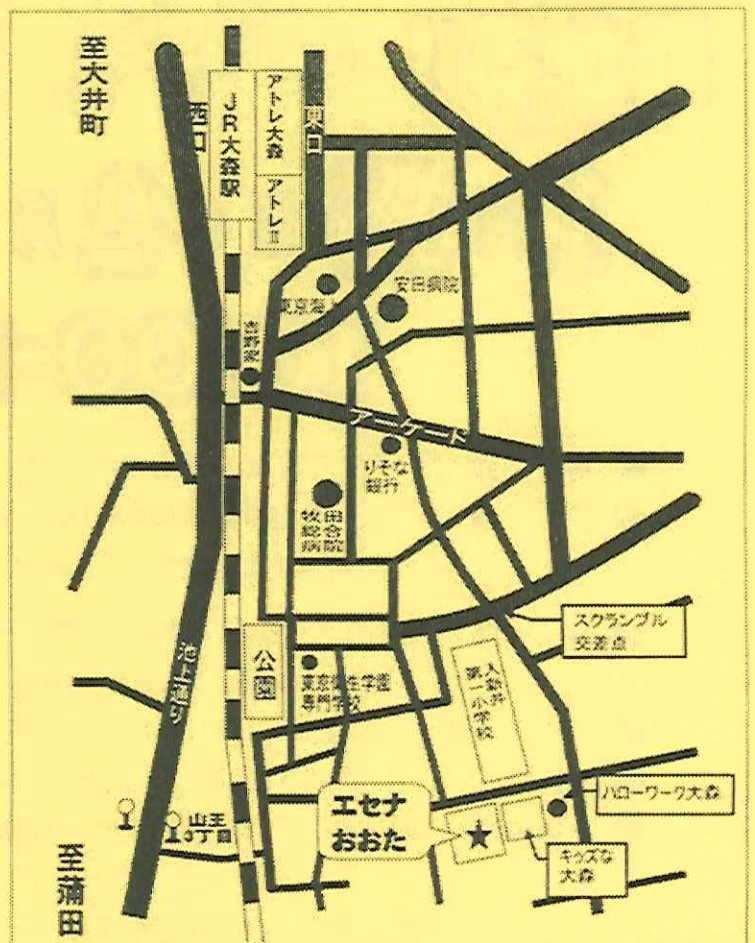 至大井町
西口
JR大森駅
アトレ大森
アトレⅡ
東口
東京海上
安田病院
吉野家
アーケード
りそな
銀行
牧田
総合
病院
スクランブル
交差点
公園
東京衛生学園
専門学校
入新井
第一小学校
池上通り
ハローワーク大森
エセナ
おおた
キッズな
大森
山王
3丁目
至蒲田